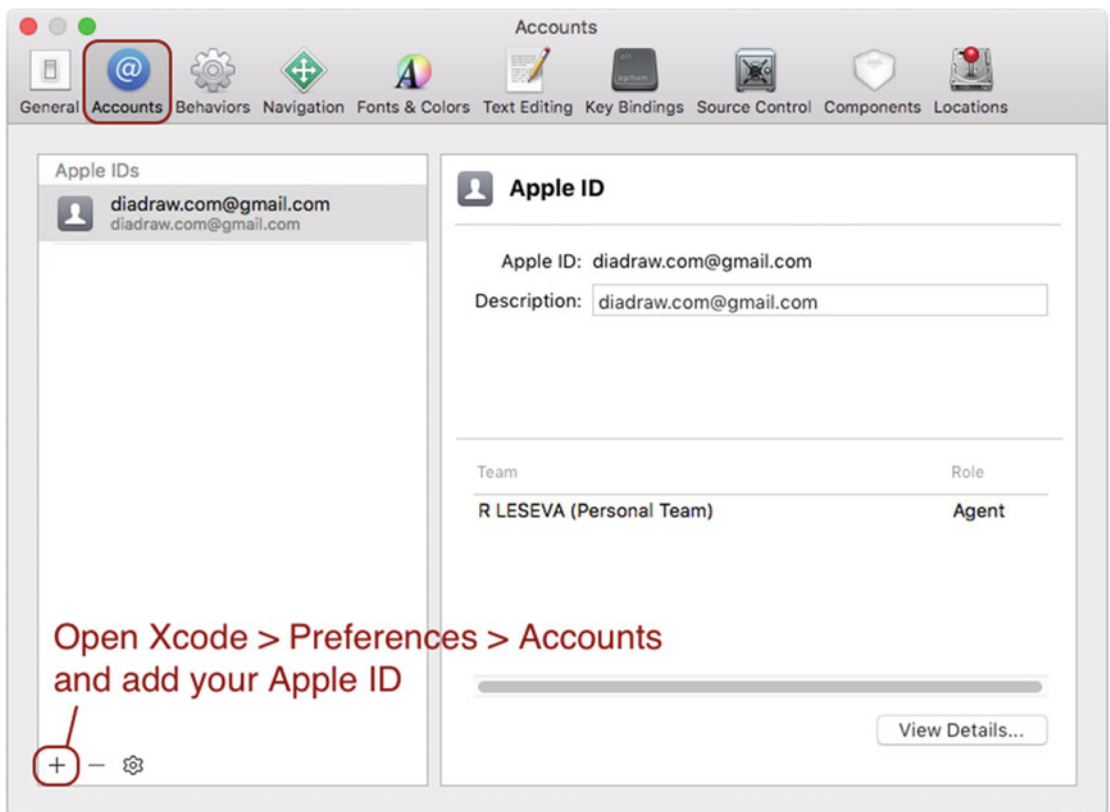 Accounts
General Accounts Behaviors Navigation Fonts & Colors Text Editing Key Bindings Source Control Components Locations
alt
option
Apple IDs
diadraw.com@gmail.com
diadraw.com@gmail.com
Apple ID
Apple ID: diadraw.com@gmail.com
Description: diadraw.com@gmail.com
Team Role
R LESEVA (Personal Team) Agent
Open Xcode > Preferences > Accounts
and add your Apple ID
View Details...